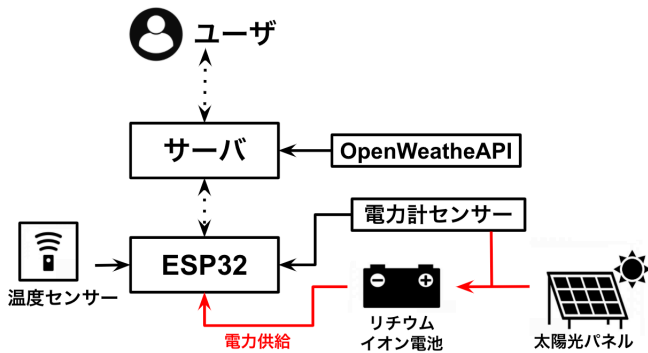 ユーザ
サーバ
OpenWeatheAPI
電力計センサー
ESP32
温度センサー
電力供給
リチウム
イオン電池
太陽光パネル